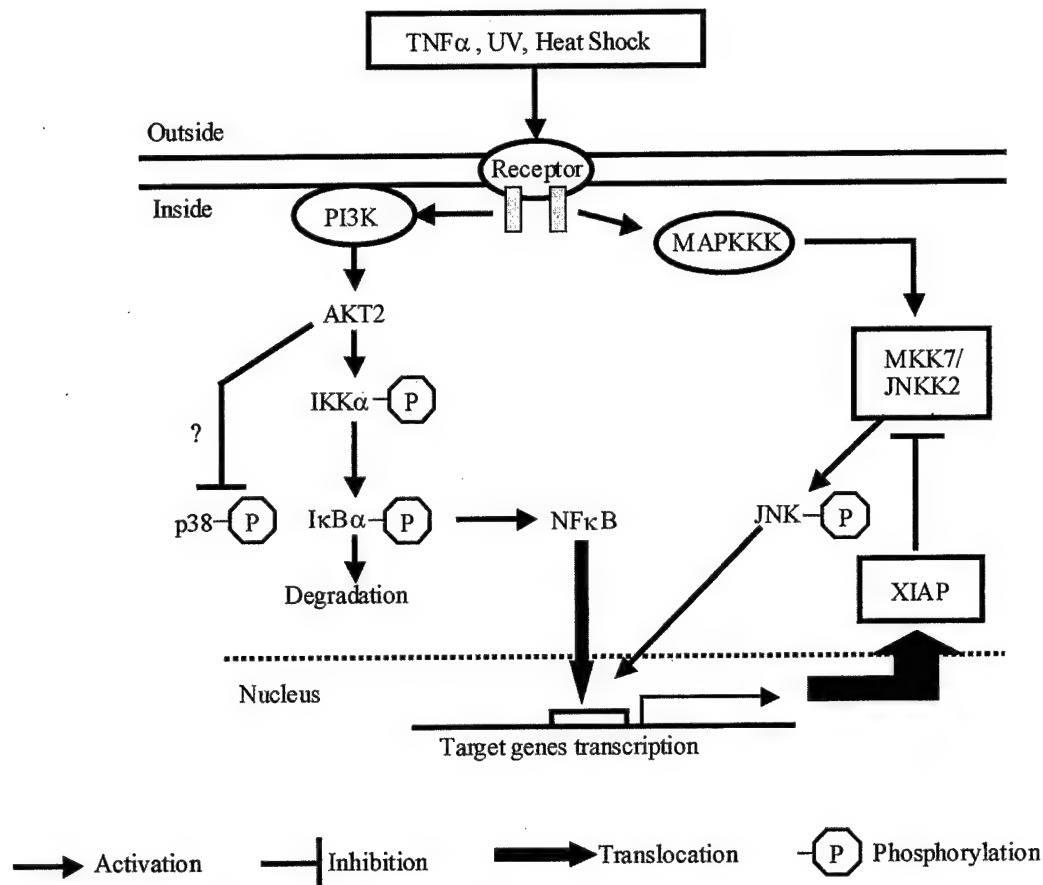 TNFα , UV, Heat Shock
Outside
Receptor
Inside
PI3K
MAPKKK
AKT2
MKK7/
JNKK2
IKKα
P
?
p38
P
IκBα
P
NFκB
JNK
P
Degradation
XIAP
Nucleus
Target genes transcription
Activation
Inhibition
Translocation
P
Phosphorylation